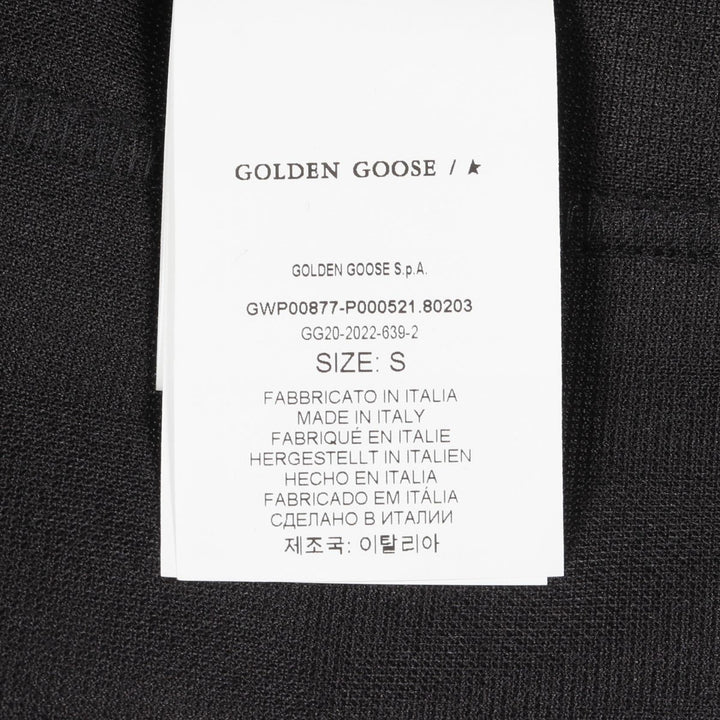 GOLDEN GOOSE / ★
GOLDEN GOOSE S.p.A.
GWP00877-P000521.80203
GG20-2022-639-2
SIZE: S
FABBRICATO IN ITALIA
MADE IN ITALY
FABRIQUÉ EN ITALIE
HERGESTELLT IN ITALIEN
HECHO EN ITALIA
FABRICADO EM ITÁLIA
СДЕЛАНО В ИТАЛИИ
제조국: 이탈리아